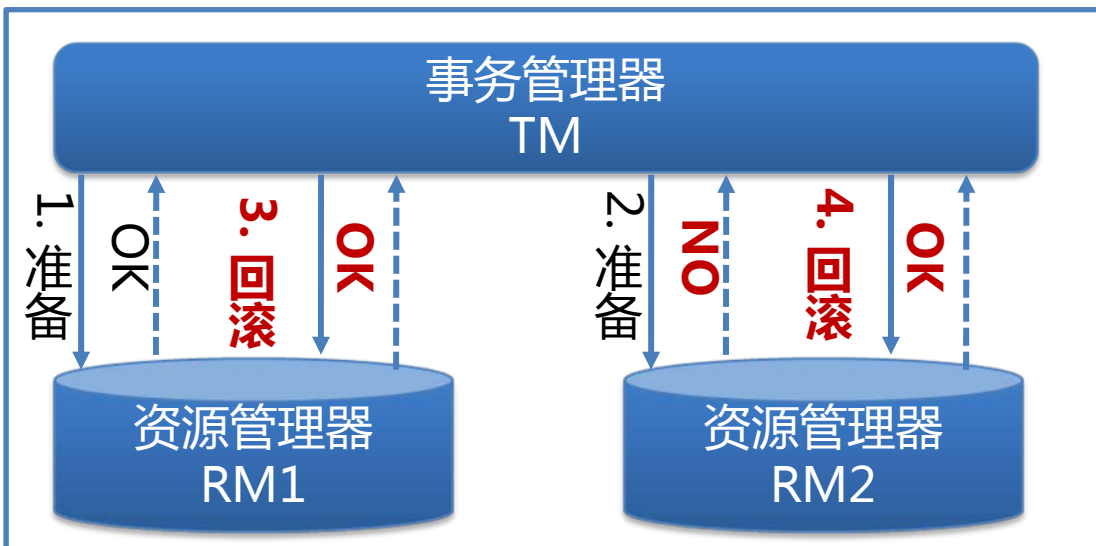 事务管理器
TM
1. 准备
OK
3. 回滚
OK
2. 准备
NO
4. 回滚
OK
资源管理器
RM1
资源管理器
RM2